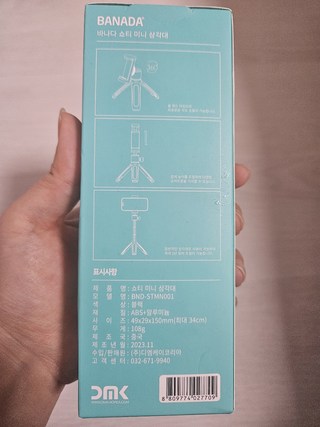 BANADA'
바나다 쇼티 미니 삼각대
표시사항
제 품 명 : 쇼티 미니 삼각대
모 델 명 : BND-STMN001
색 상 : 블랙
재 질 : ABS+알루미늄
사 이 즈 : 49x29x150mm(최대 34cm)
무 게 : 108g
제 조 국 : 중국
제조년월 : 2023.11
수입/판매원 : (주)디엠케이코리아
고 객 센 터 : 032-671-9940
DMK
8 809774 027709